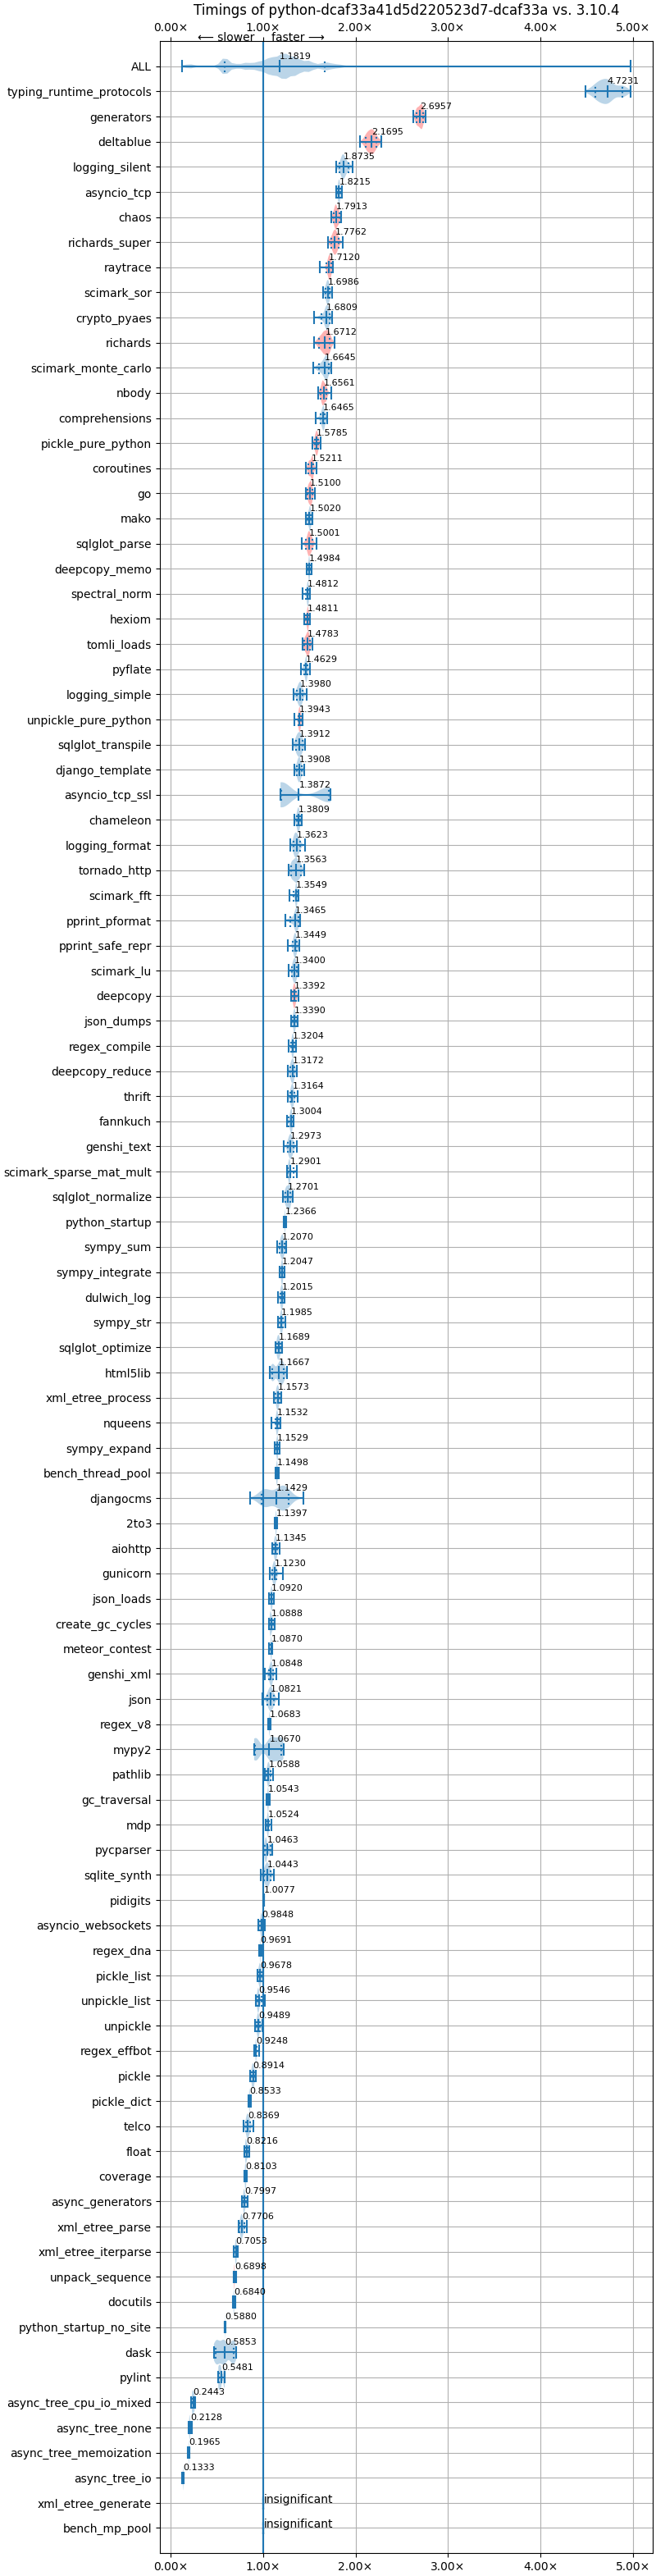 Timings of python-dcaf33a41d5d220523d7-dcaf33a vs. 3.10.4
0.00× 1.00× 2.00× 3.00× 4.00× 5.00×
⟵ slower faster ⟶
ALL 1.1819
typing_runtime_protocols 4.7231
generators 2.6957
deltablue 2.1695
logging_silent 1.8735
asyncio_tcp 1.8215
chaos 1.7913
richards_super 1.7762
raytrace 1.7120
scimark_sor 1.6986
crypto_pyaes 1.6809
richards 1.6712
scimark_monte_carlo 1.6645
nbody 1.6561
comprehensions 1.6465
pickle_pure_python 1.5785
coroutines 1.5211
go 1.5100
mako 1.5020
sqlglot_parse 1.5001
deepcopy_memo 1.4984
spectral_norm 1.4812
hexiom 1.4811
tomli_loads 1.4783
pyflate 1.4629
logging_simple 1.3980
unpickle_pure_python 1.3943
sqlglot_transpile 1.3912
django_template 1.3908
asyncio_tcp_ssl 1.3872
chameleon 1.3809
logging_format 1.3623
tornado_http 1.3563
scimark_fft 1.3549
pprint_pformat 1.3465
pprint_safe_repr 1.3449
scimark_lu 1.3400
deepcopy 1.3392
json_dumps 1.3390
regex_compile 1.3204
deepcopy_reduce 1.3172
thrift 1.3164
fannkuch 1.3004
genshi_text 1.2973
scimark_sparse_mat_mult 1.2901
sqlglot_normalize 1.2701
python_startup 1.2366
sympy_sum 1.2070
sympy_integrate 1.2047
dulwich_log 1.2015
sympy_str 1.1985
sqlglot_optimize 1.1689
html5lib 1.1667
xml_etree_process 1.1573
nqueens 1.1532
sympy_expand 1.1529
bench_thread_pool 1.1498
djangocms 1.1429
2to3 1.1397
aiohttp 1.1345
gunicorn 1.1230
json_loads 1.0920
create_gc_cycles 1.0888
meteor_contest 1.0870
genshi_xml 1.0848
json 1.0821
regex_v8 1.0683
mypy2 1.0670
pathlib 1.0588
gc_traversal 1.0543
mdp 1.0524
pycparser 1.0463
sqlite_synth 1.0443
pidigits 1.0077
asyncio_websockets 0.9848
regex_dna 0.9691
pickle_list 0.9678
unpickle_list 0.9546
unpickle 0.9489
regex_effbot 0.9248
pickle 0.8914
pickle_dict 0.8533
telco 0.8369
float 0.8216
coverage 0.8103
async_generators 0.7997
xml_etree_parse 0.7706
xml_etree_iterparse 0.7053
unpack_sequence 0.6898
docutils 0.6840
python_startup_no_site 0.5880
dask 0.5853
pylint 0.5481
async_tree_cpu_io_mixed 0.2443
async_tree_none 0.2128
async_tree_memoization 0.1965
async_tree_io 0.1333
xml_etree_generate insignificant
bench_mp_pool insignificant
0.00× 1.00× 2.00× 3.00× 4.00× 5.00×